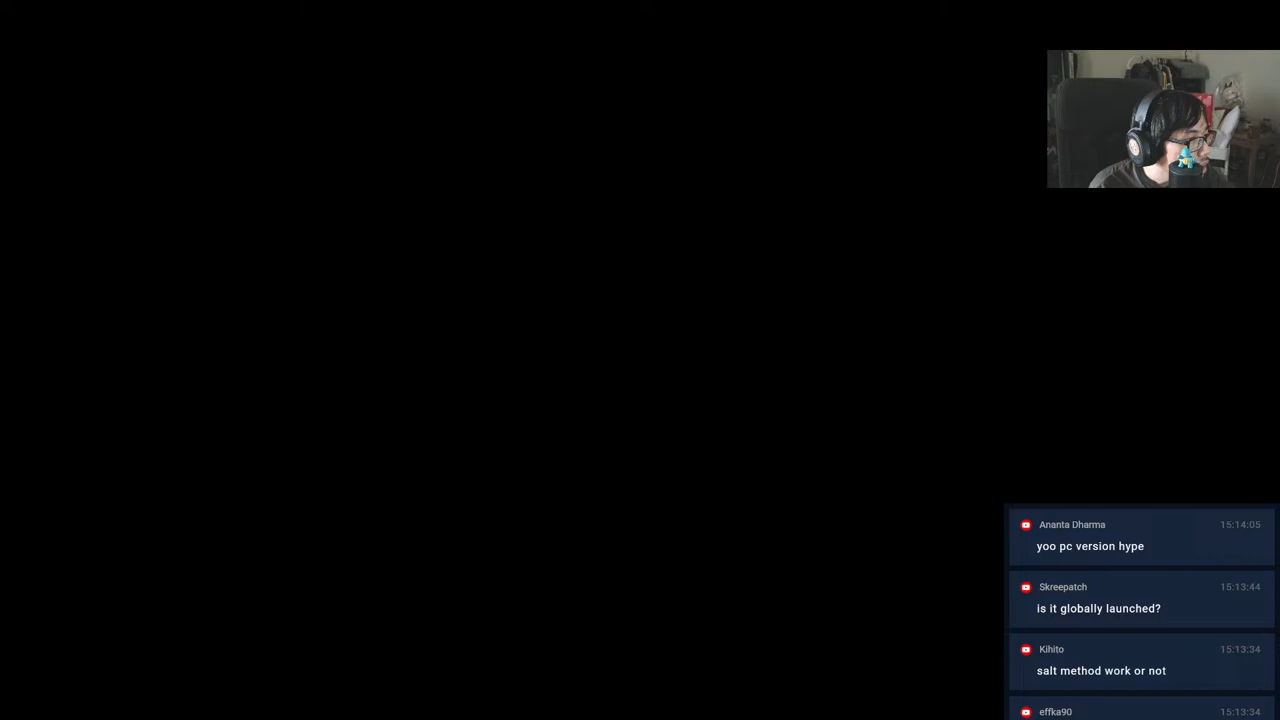 Ananta Dharma 15:14:05
yoo pc version hype
Skreepatch 15:13:44
is it globally launched?
Kihito 15:13:34
salt method work or not
effka90 15:13:34